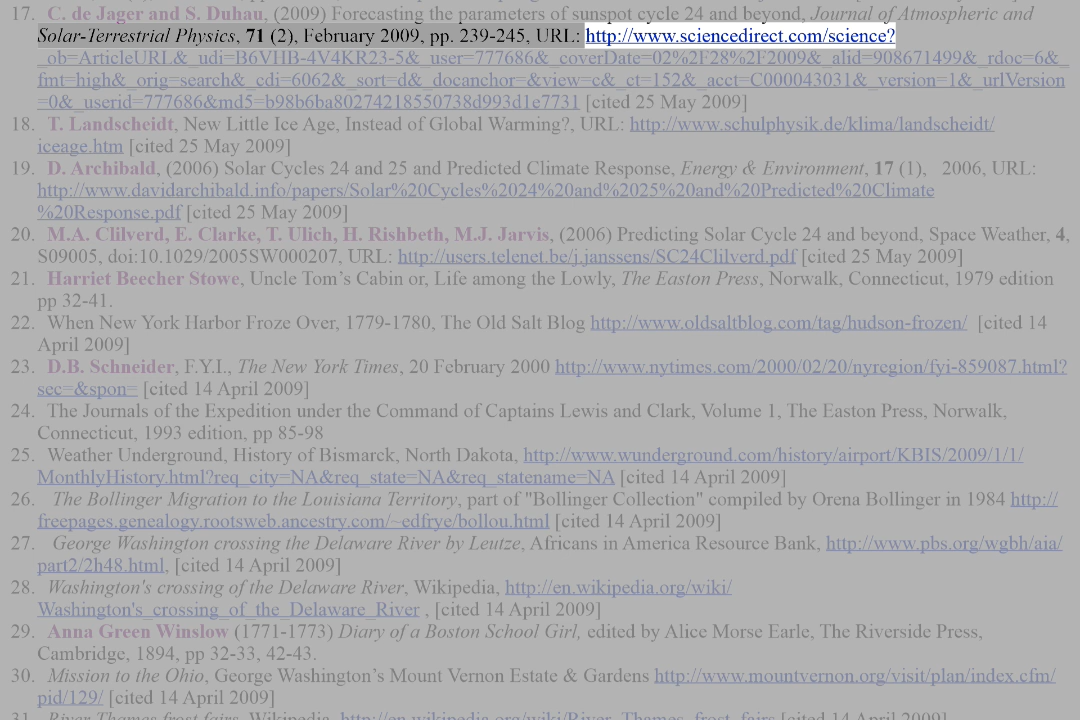 17. C. de Jager and S. Duhau, (2009) Forecasting the parameters of sunspot cycle 24 and beyond, Journal of Atmospheric and
Solar-Terrestrial Physics, 71 (2), February 2009, pp. 239-245, URL: http://www.sciencedirect.com/science?
_ob=ArticleURL&_udi=B6VHB-4V4KR23-5&_user=777686&_coverDate=02%2F28%2F2009&_alid=908671499&_rdoc=6&_
fmt=high&_orig=search&_cdi=6062&_sort=d&_docanchor=&view=c&_ct=152&_acct=C000043031&_version=1&_urlVersion
=0&_userid=777686&md5=b98b6ba80274218550738d993d1e7731 [cited 25 May 2009]
18. T. Landscheidt, New Little Ice Age, Instead of Global Warming?, URL: http://www.schulphysik.de/klima/landscheidt/
iceage.htm [cited 25 May 2009]
19. D. Archibald, (2006) Solar Cycles 24 and 25 and Predicted Climate Response, Energy & Environment, 17 (1), 2006, URL:
http://www.davidarchibald.info/papers/Solar%20Cycles%2024%20and%2025%20and%20Predicted%20Climate
%20Response.pdf [cited 25 May 2009]
20. M.A. Clilverd, E. Clarke, T. Ulich, H. Rishbeth, M.J. Jarvis, (2006) Predicting Solar Cycle 24 and beyond, Space Weather, 4,
S09005, doi:10.1029/2005SW000207, URL: http://users.telenet.be/j.janssens/SC24Clilverd.pdf [cited 25 May 2009]
21. Harriet Beecher Stowe, Uncle Tom's Cabin or, Life among the Lowly, The Easton Press, Norwalk, Connecticut, 1979 edition
pp 32-41.
22. When New York Harbor Froze Over, 1779-1780, The Old Salt Blog http://www.oldsaltblog.com/tag/hudson-frozen/ [cited 14
April 2009]
23. D.B. Schneider, F.Y.I., The New York Times, 20 February 2000 http://www.nytimes.com/2000/02/20/nyregion/fyi-859087.html?
sec=&spon= [cited 14 April 2009]
24. The Journals of the Expedition under the Command of Captains Lewis and Clark, Volume 1, The Easton Press, Norwalk,
Connecticut, 1993 edition, pp 85-98
25. Weather Underground, History of Bismarck, North Dakota, http://www.wunderground.com/history/airport/KBIS/2009/1/1/
MonthlyHistory.html?req_city=NA&req_state=NA&req_statename=NA [cited 14 April 2009]
26. The Bollinger Migration to the Louisiana Territory, part of "Bollinger Collection" compiled by Orena Bollinger in 1984 http://
freepages.genealogy.rootsweb.ancestry.com/~edfrye/bollou.html [cited 14 April 2009]
27. George Washington crossing the Delaware River by Leutze, Africans in America Resource Bank, http://www.pbs.org/wgbh/aia/
part2/2h48.html, [cited 14 April 2009]
28. Washington's crossing of the Delaware River, Wikipedia, http://en.wikipedia.org/wiki/
Washington's_crossing_of_the_Delaware_River , [cited 14 April 2009]
29. Anna Green Winslow (1771-1773) Diary of a Boston School Girl, edited by Alice Morse Earle, The Riverside Press,
Cambridge, 1894, pp 32-33, 42-43.
30. Mission to the Ohio, George Washington's Mount Vernon Estate & Gardens http://www.mountvernon.org/visit/plan/index.cfm/
pid/129/ [cited 14 April 2009]
31. River Thames frost fairs, Wikipedia, http://en.wikipedia.org/wiki/River_Thames_frost_fairs [cited 14 April 2009]